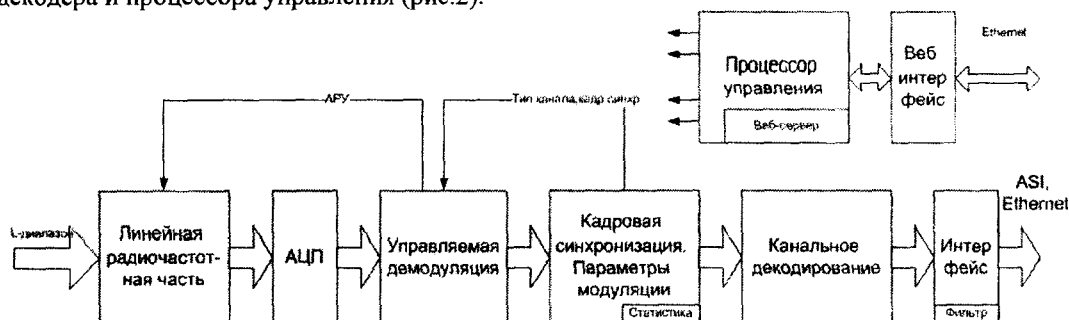 декодера и процессора управления (рис.2).
Ethernet
Процессор
управления
Веб-сервер
Веб
интер
фейс
АРУ
Тип канала,кадр синхр
L-диапазон
Линейная
радиочастот-
ная часть
АЦП
Управляемая
демодуляция
Кадровая
синхронизация.
Параметры
модуляции
Статистика
Канальное
декодирование
Интер
фейс
Фильтр
ASI,
Ethernet